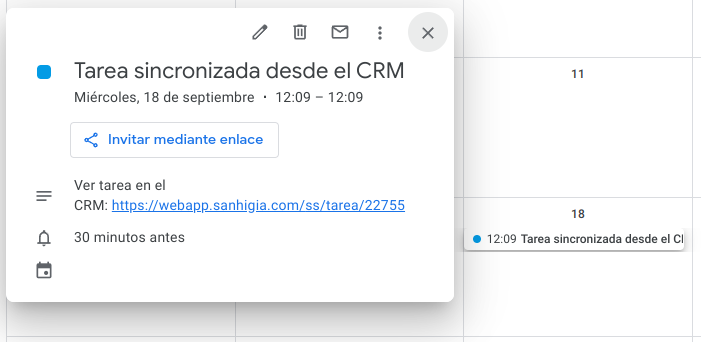 Tarea sincronizada desde el CRM
Miércoles, 18 de septiembre · 12:09 – 12:09
Invitar mediante enlace
Ver tarea en el
CRM: https://webapp.sanhigia.com/ss/tarea/22755
30 minutos antes
11
18
12:09 Tarea sincronizada desde el